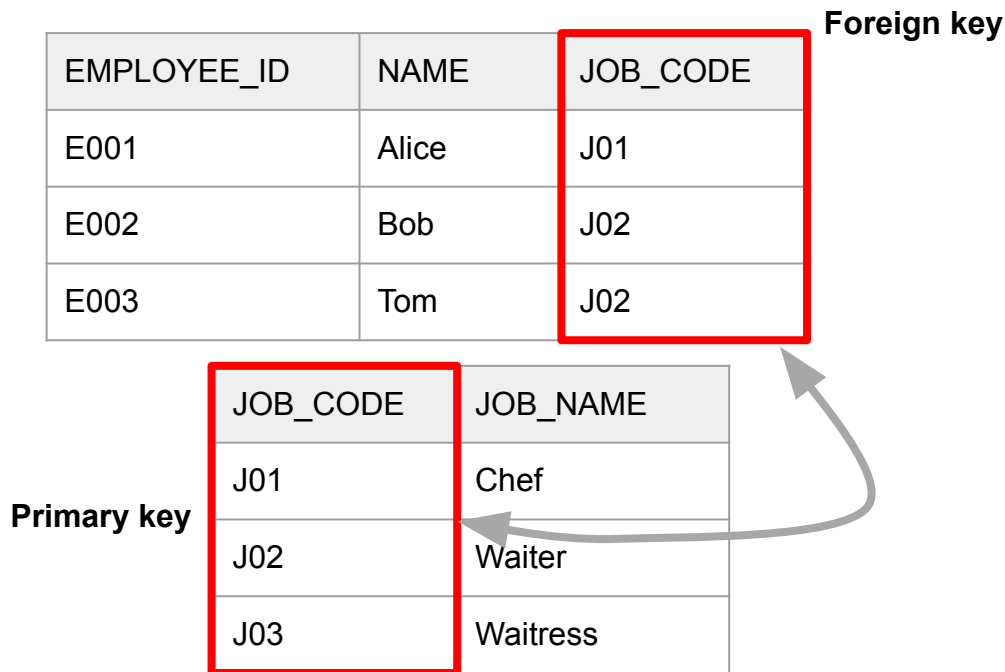 Foreign key
EMPLOYEE_ID NAME JOB_CODE
E001 Alice J01
E002 Bob J02
E003 Tom J02
JOB_CODE JOB_NAME
J01 Chef
Primary key
J02 Waiter
J03 Waitress